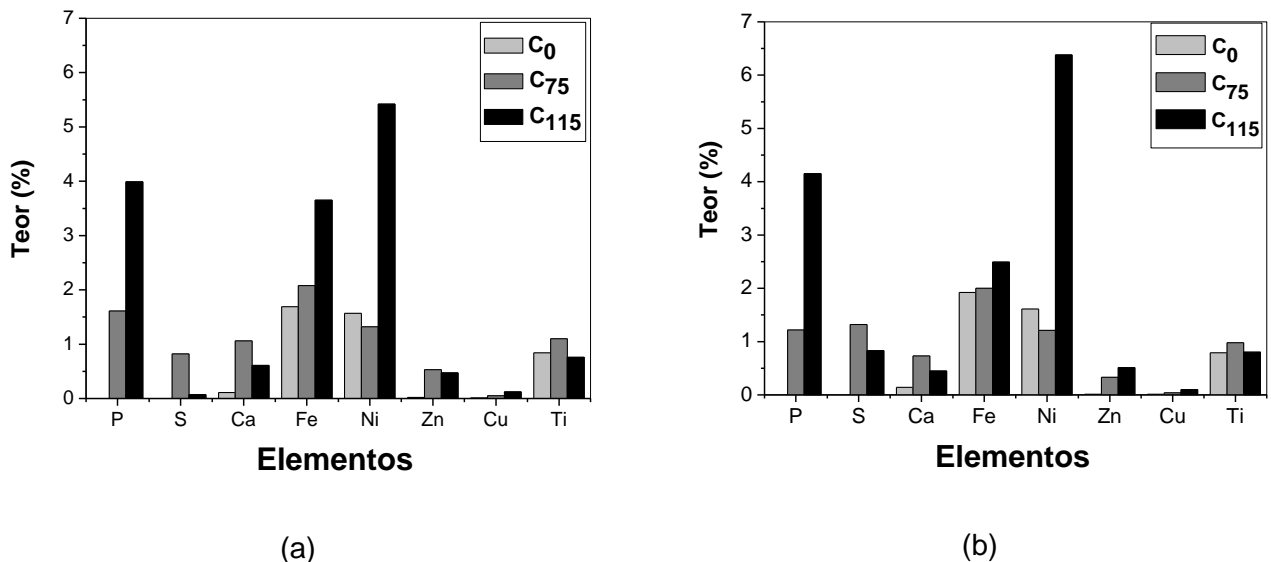 7
6
5
4
3
2
1
0
Teor (%)
C0
C75
C115
P S Ca Fe Ni Zn Cu Ti
Elementos
(a)
7
6
5
4
3
2
1
0
Teor (%)
C0
C75
C115
P S Ca Fe Ni Zn Cu Ti
Elementos
(b)